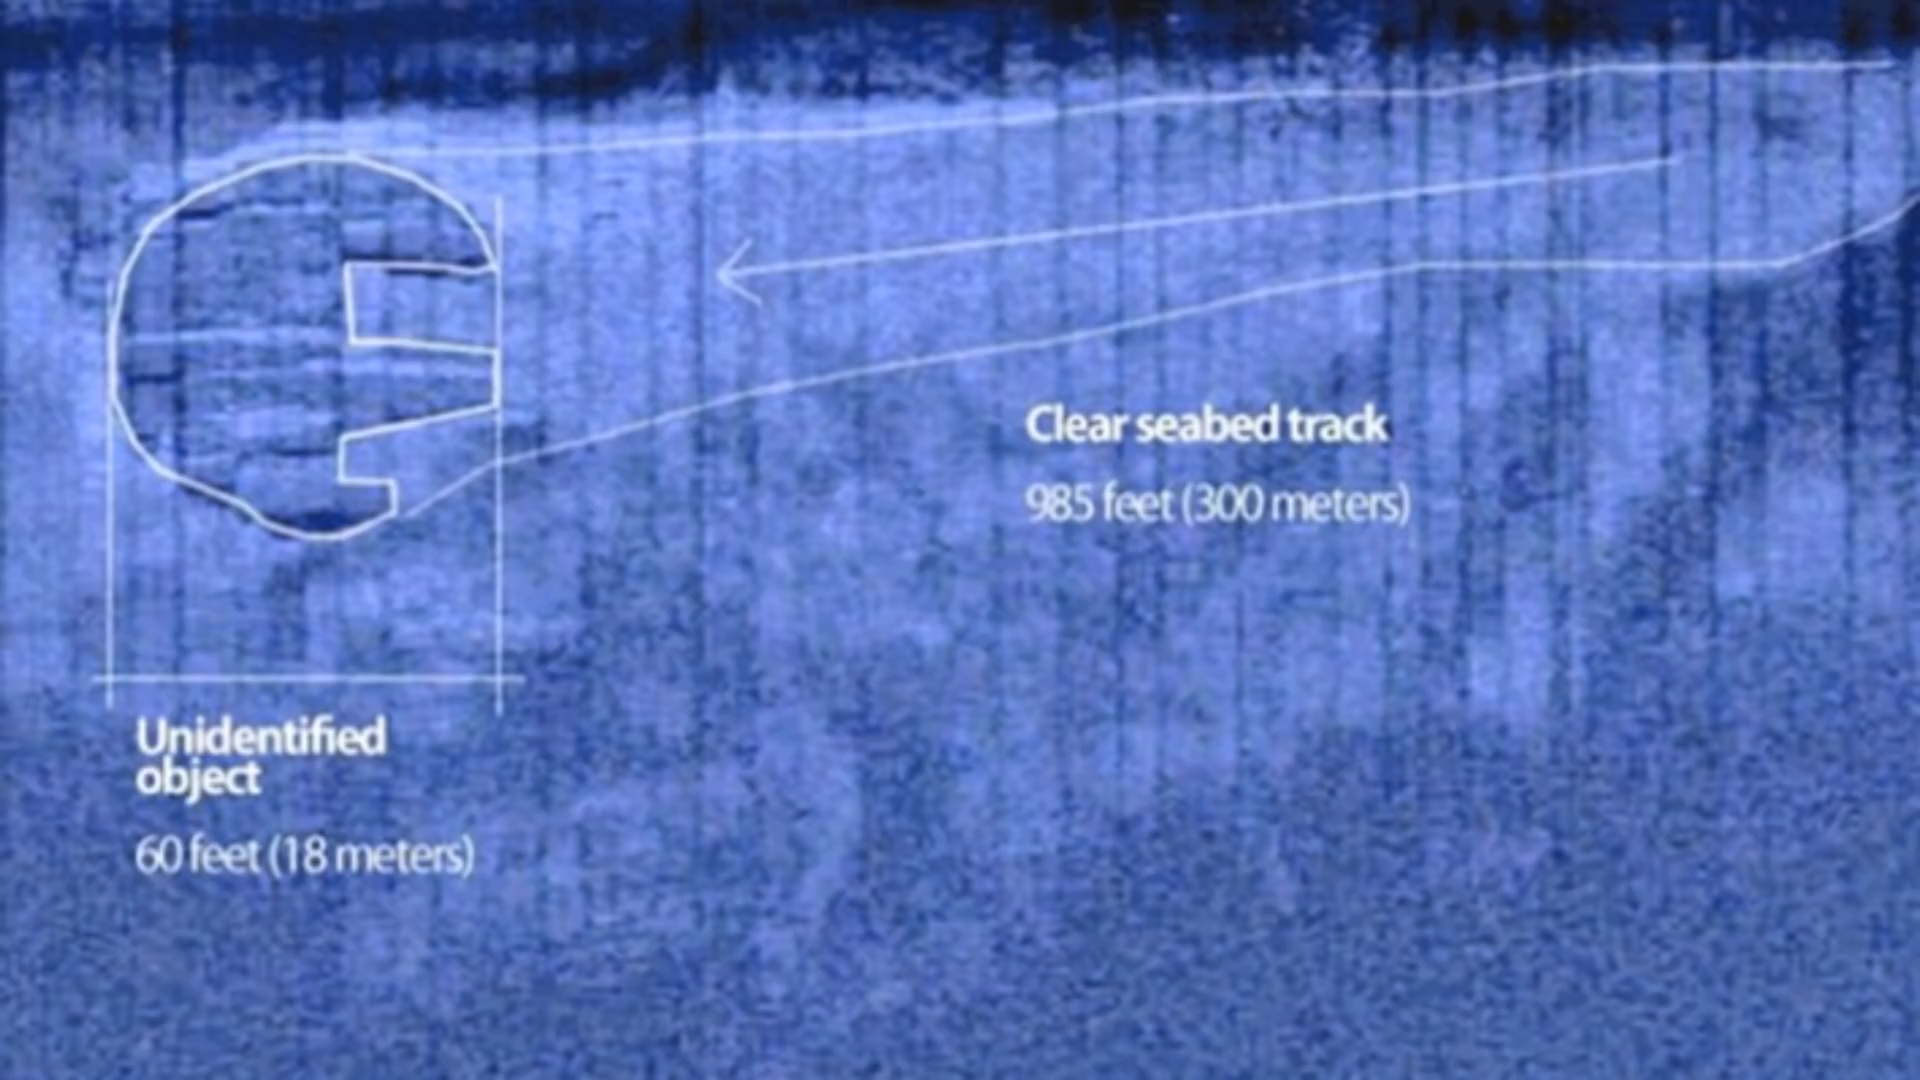 Clear seabed track
985 feet (300 meters)
Unidentified
object
60 feet (18 meters)